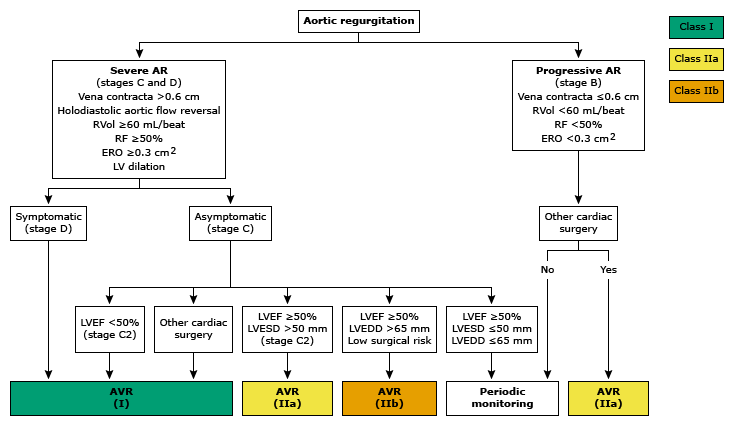 Aortic regurgitation
Class I
Class IIa
Class IIb
Severe AR
(stages C and D)
Vena contracta >0.6 cm
Holodiastolic aortic flow reversal
RVol ≥60 mL/beat
RF ≥50%
ERO ≥0.3 cm²
LV dilation
Progressive AR
(stage B)
Vena contracta ≤0.6 cm
RVol <60 mL/beat
RF <50%
ERO <0.3 cm²
Symptomatic
(stage D)
Asymptomatic
(stage C)
Other cardiac
surgery
No
Yes
LVEF <50%
(stage C2)
Other cardiac
surgery
LVEF ≥50%
LVESD >50 mm
(stage C2)
LVEF ≥50%
LVEDD >65 mm
Low surgical risk
LVEF ≥50%
LVESD ≤50 mm
LVEDD ≤65 mm
AVR
(I)
AVR
(IIa)
AVR
(IIb)
Periodic
monitoring
AVR
(IIa)